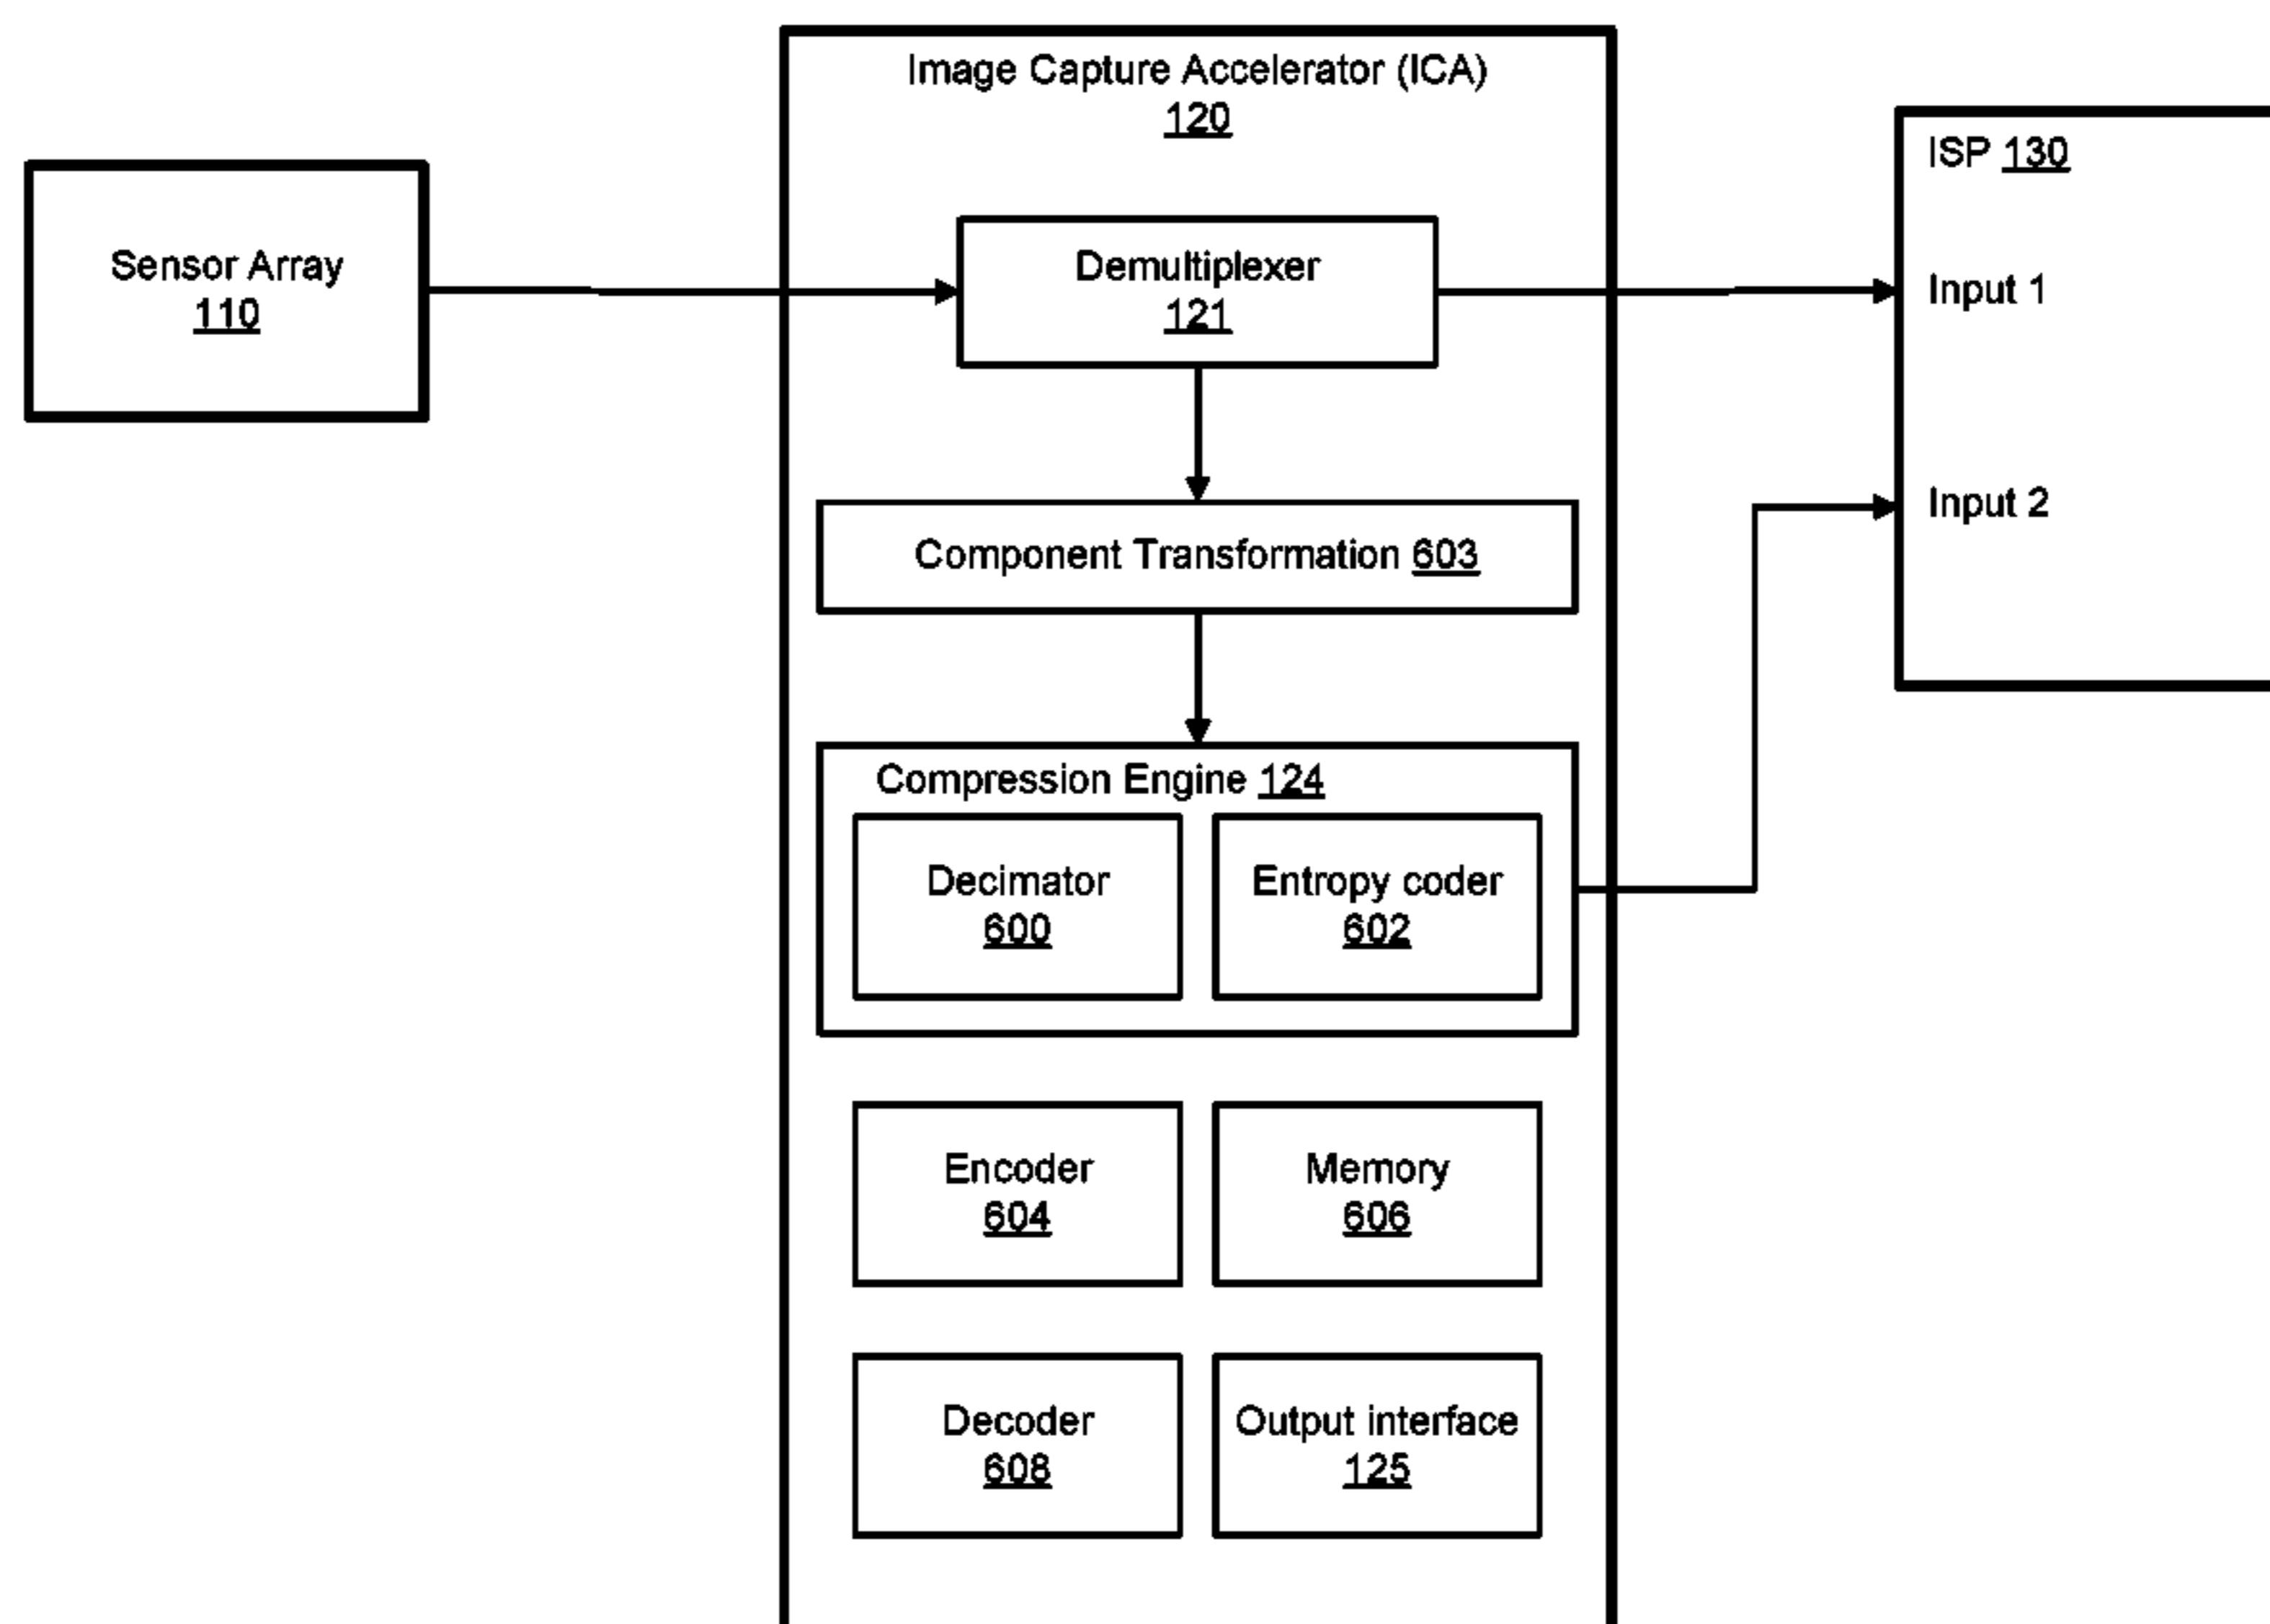 Image Capture Accelerator (ICA)
120
ISP 130
Sensor Array
110
Demultiplexer
121
Input 1
Input 2
Component Transformation 603
Compression Engine 124
Decimator
600
Entropy coder
602
Encoder
604
Memory
606
Decoder
608
Output interface
125